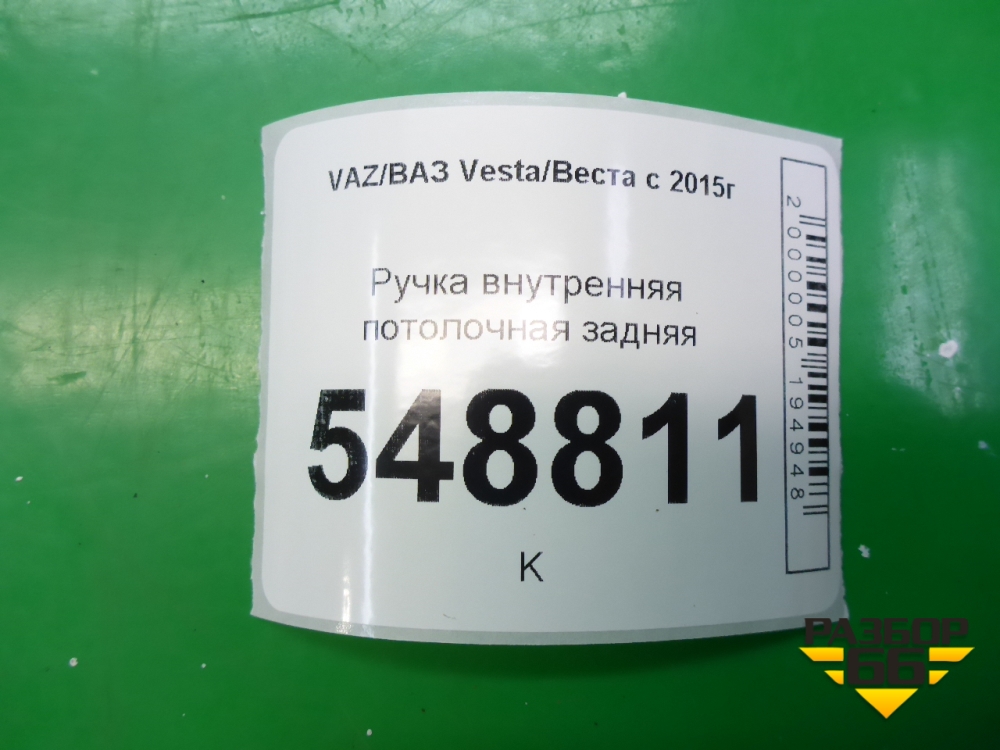 VAZ/ВАЗ Vesta/Веста с 2015г
Ручка внутренняя
потолочная задняя
548811
К
2000005194948
РАЗБОР
66